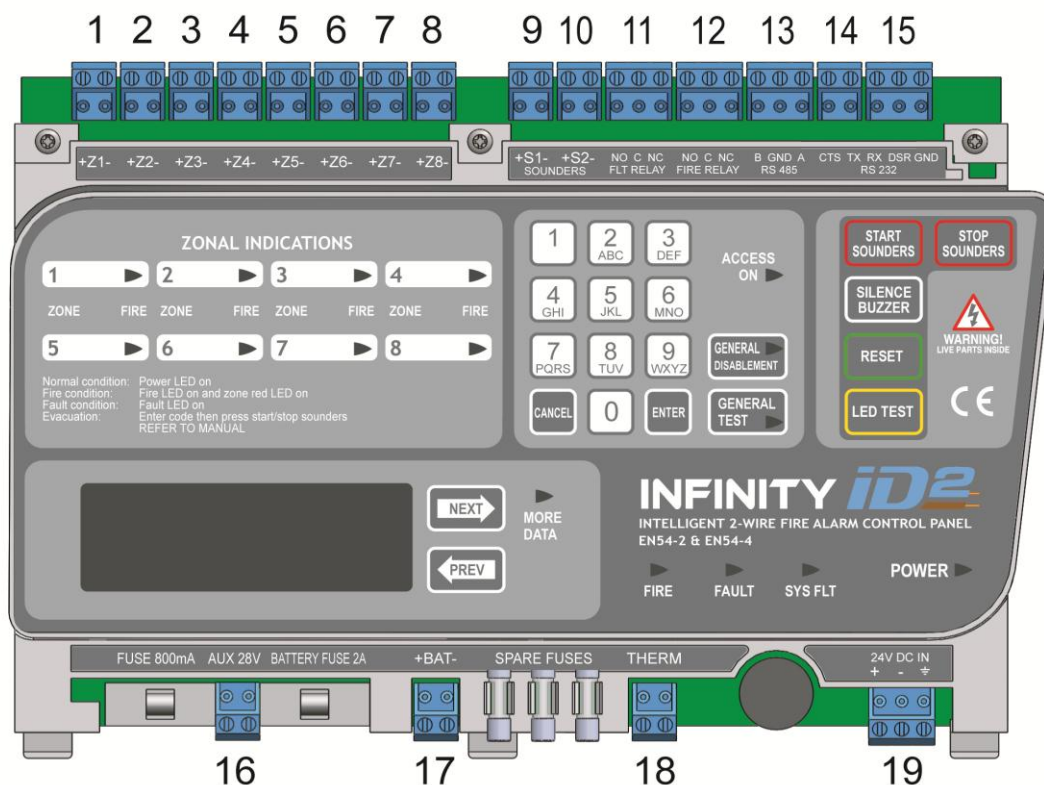 1 2 3 4 5 6 7 8 9 10 11 12 13 14 15
+Z1- +Z2- +Z3- +Z4- +Z5- +Z6- +Z7- +Z8- +S1- +S2- NO C NC NO C NC B GND A CTS TX RX DSR GND
SOUNDERS FLT RELAY FIRE RELAY RS 485 RS 232
ZONAL INDICATIONS
1 2 3 4
ZONE FIRE ZONE FIRE ZONE FIRE ZONE FIRE
5 6 7 8
Normal condition: Power LED on
Fire condition: Fire LED on and zone red LED on
Fault condition: Fault LED on
Evacuation: Enter code then press start/stop sounders
REFER TO MANUAL
1 2 ABC 3 DEF
4 GHI 5 JKL 6 MNO
7 PQRS 8 TUV 9 WXYZ
CANCEL 0 ENTER
ACCESS
ON
GENERAL
DISABLEMENT
GENERAL
TEST
START
SOUNDERS
STOP
SOUNDERS
SILENCE
BUZZER
RESET
LED TEST
WARNING!
LIVE PARTS INSIDE
CE
NEXT
PREV
MORE
DATA
INFINITY iD2
INTELLIGENT 2-WIRE FIRE ALARM CONTROL PANEL
EN54-2 & EN54-4
FIRE FAULT SYS FLT POWER
FUSE 800mA AUX 28V BATTERY FUSE 2A +BAT- SPARE FUSES THERM 24V DC IN
+ -
16 17 18 19